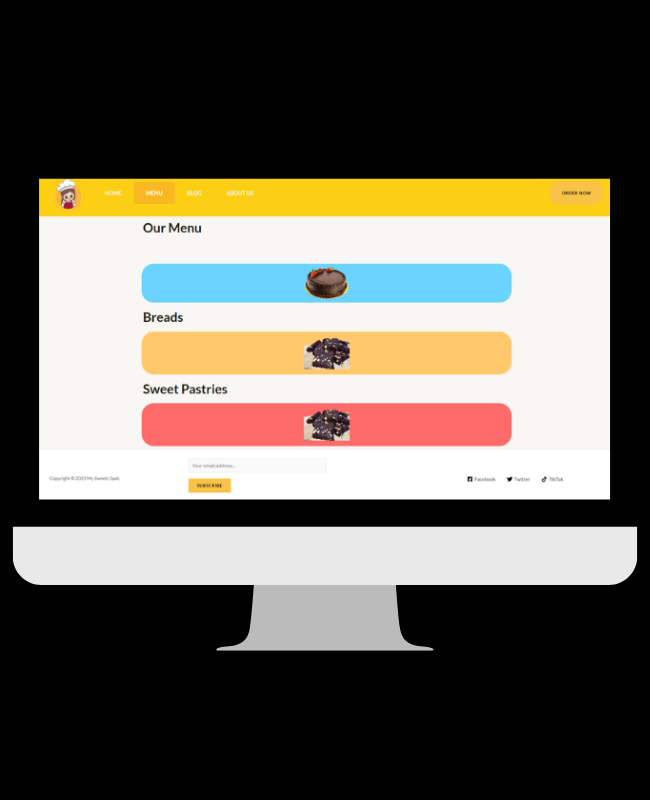 HOME MENU BLOG ABOUT US ORDER NOW
Our Menu
Breads
Sweet Pastries
Your email address...
Copyright © 2023 My Sweets Spot.
Facebook Twitter TikTok
SUBSCRIBE